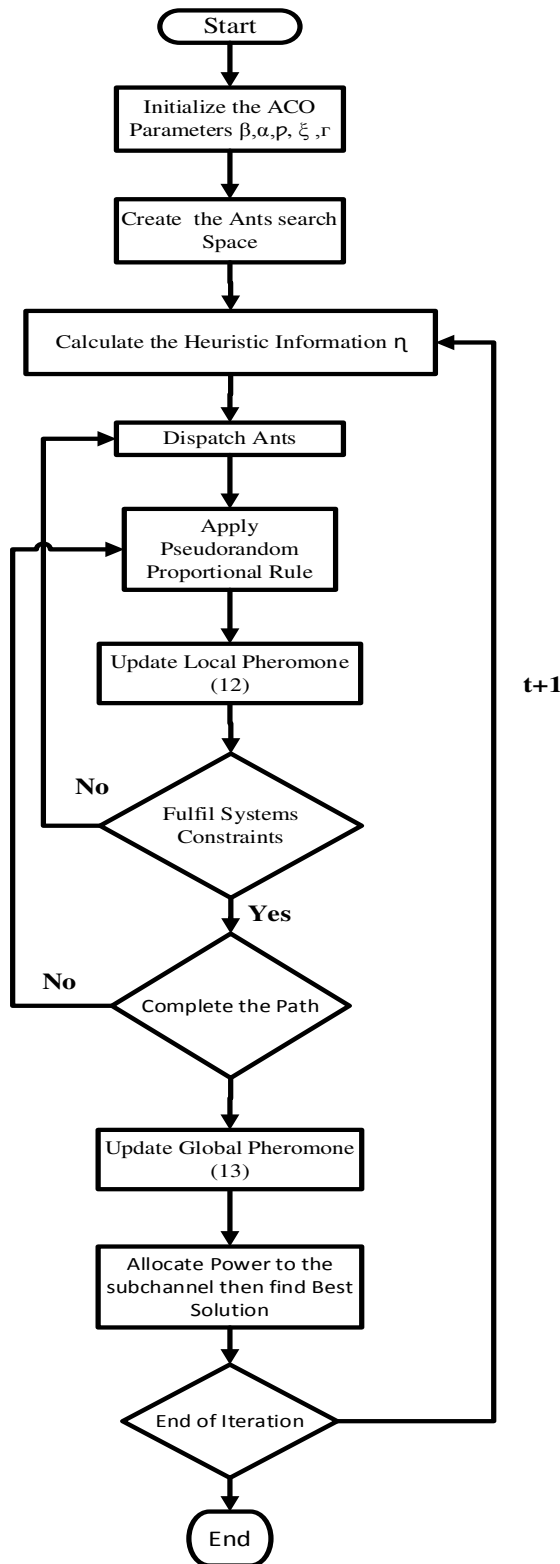 Start
Initialize the ACO
Parameters β,α,ρ, ξ ,г
Create the Ants search
Space
Calculate the Heuristic Information η
Dispatch Ants
Apply
Pseudorandom
Proportional Rule
Update Local Pheromone
(12)
t+1
No
Fulfil Systems
Constraints
Yes
No
Complete the Path
Update Global Pheromone
(13)
Allocate Power to the
subchannel then find Best
Solution
End of Iteration
End